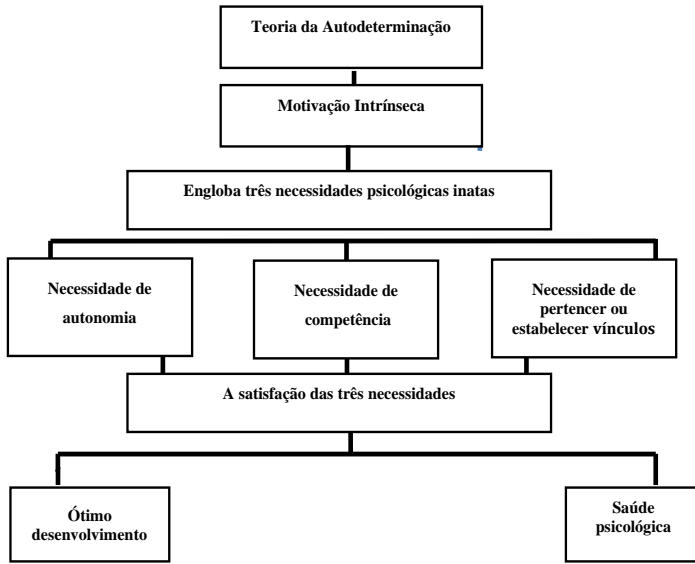 Teoria da Autodeterminação
Motivação Intrínseca
Engloba três necessidades psicológicas inatas
Necessidade de
autonomia
Necessidade de
competência
Necessidade de
pertencer ou
estabelecer vínculos
A satisfação das três necessidades
Ótimo
desenvolvimento
Saúde
psicológica